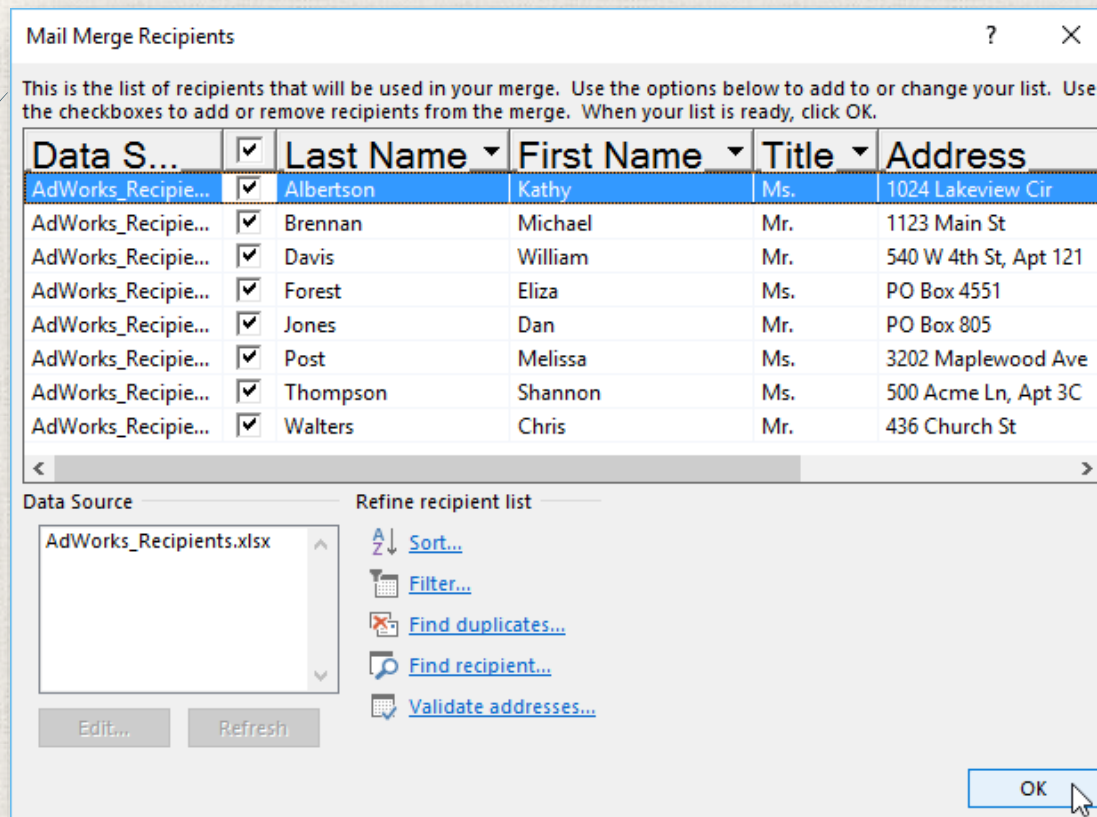 Mail Merge Recipients ?
This is the list of recipients that will be used in your merge. Use the options below to add to or change your list. Use
the checkboxes to add or remove recipients from the merge. When your list is ready, click OK.
Data S... Last Name First Name Title Address
AdWorks_Recipie... Albertson Kathy Ms. 1024 Lakeview Cir
AdWorks_Recipie... Brennan Michael Mr. 1123 Main St
AdWorks_Recipie... Davis William Mr. 540 W 4th St, Apt 121
AdWorks_Recipie... Forest Eliza Ms. PO Box 4551
AdWorks_Recipie... Jones Dan Mr. PO Box 805
AdWorks_Recipie... Post Melissa Ms. 3202 Maplewood Ave
AdWorks_Recipie... Thompson Shannon Ms. 500 Acme Ln, Apt 3C
AdWorks_Recipie... Walters Chris Mr. 436 Church St
Data Source Refine recipient list
AdWorks_Recipients.xlsx
Sort...
Filter...
Find duplicates...
Find recipient...
Validate addresses...
Edit... Refresh
OK